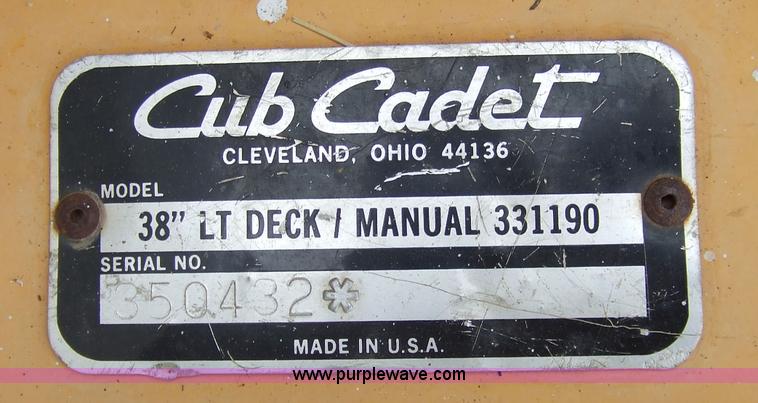 Cub Cadet
CLEVELAND, OHIO 44136
MODEL
38" LT DECK / MANUAL 331190
SERIAL NO.
350432*
MADE IN U.S.A.
www.purplewave.com